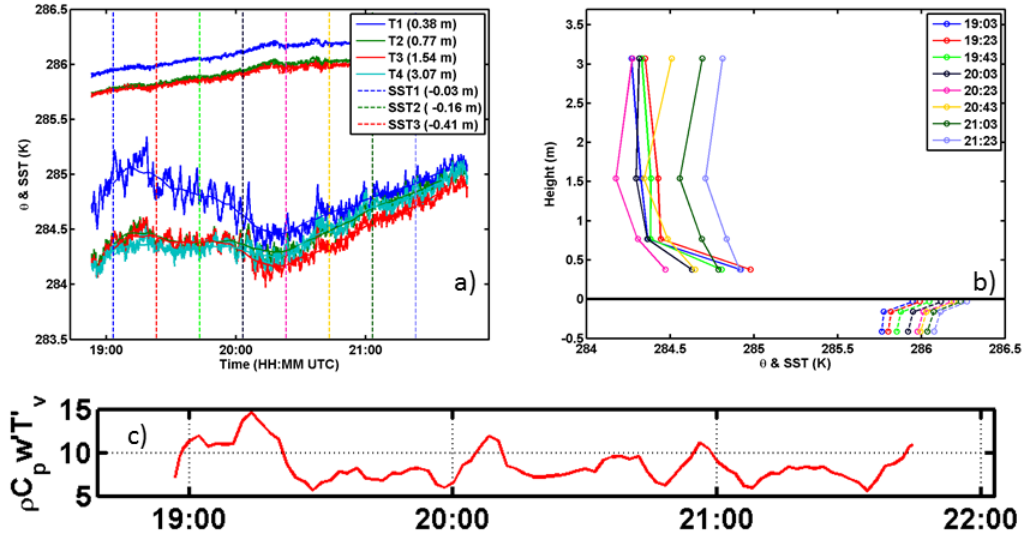 θ & SST (K)
286.5
286
285.5
285
284.5
284
283.5
19:00
20:00
21:00
Time (HH:MM UTC)
T1 (0.38 m)
T2 (0.77 m)
T3 (1.54 m)
T4 (3.07 m)
SST1 (-0.03 m)
SST2 ( -0.16 m)
SST3 (-0.41 m)
a)
Height (m)
3.5
3
2.5
2
1.5
1
0.5
0
-0.5
284
284.5
285
285.5
286
286.5
θ & SST (K)
19:03
19:23
19:43
20:03
20:23
20:43
21:03
21:23
b)
ρCp w'T'v
15
10
5
c)
19:00
20:00
21:00
22:00